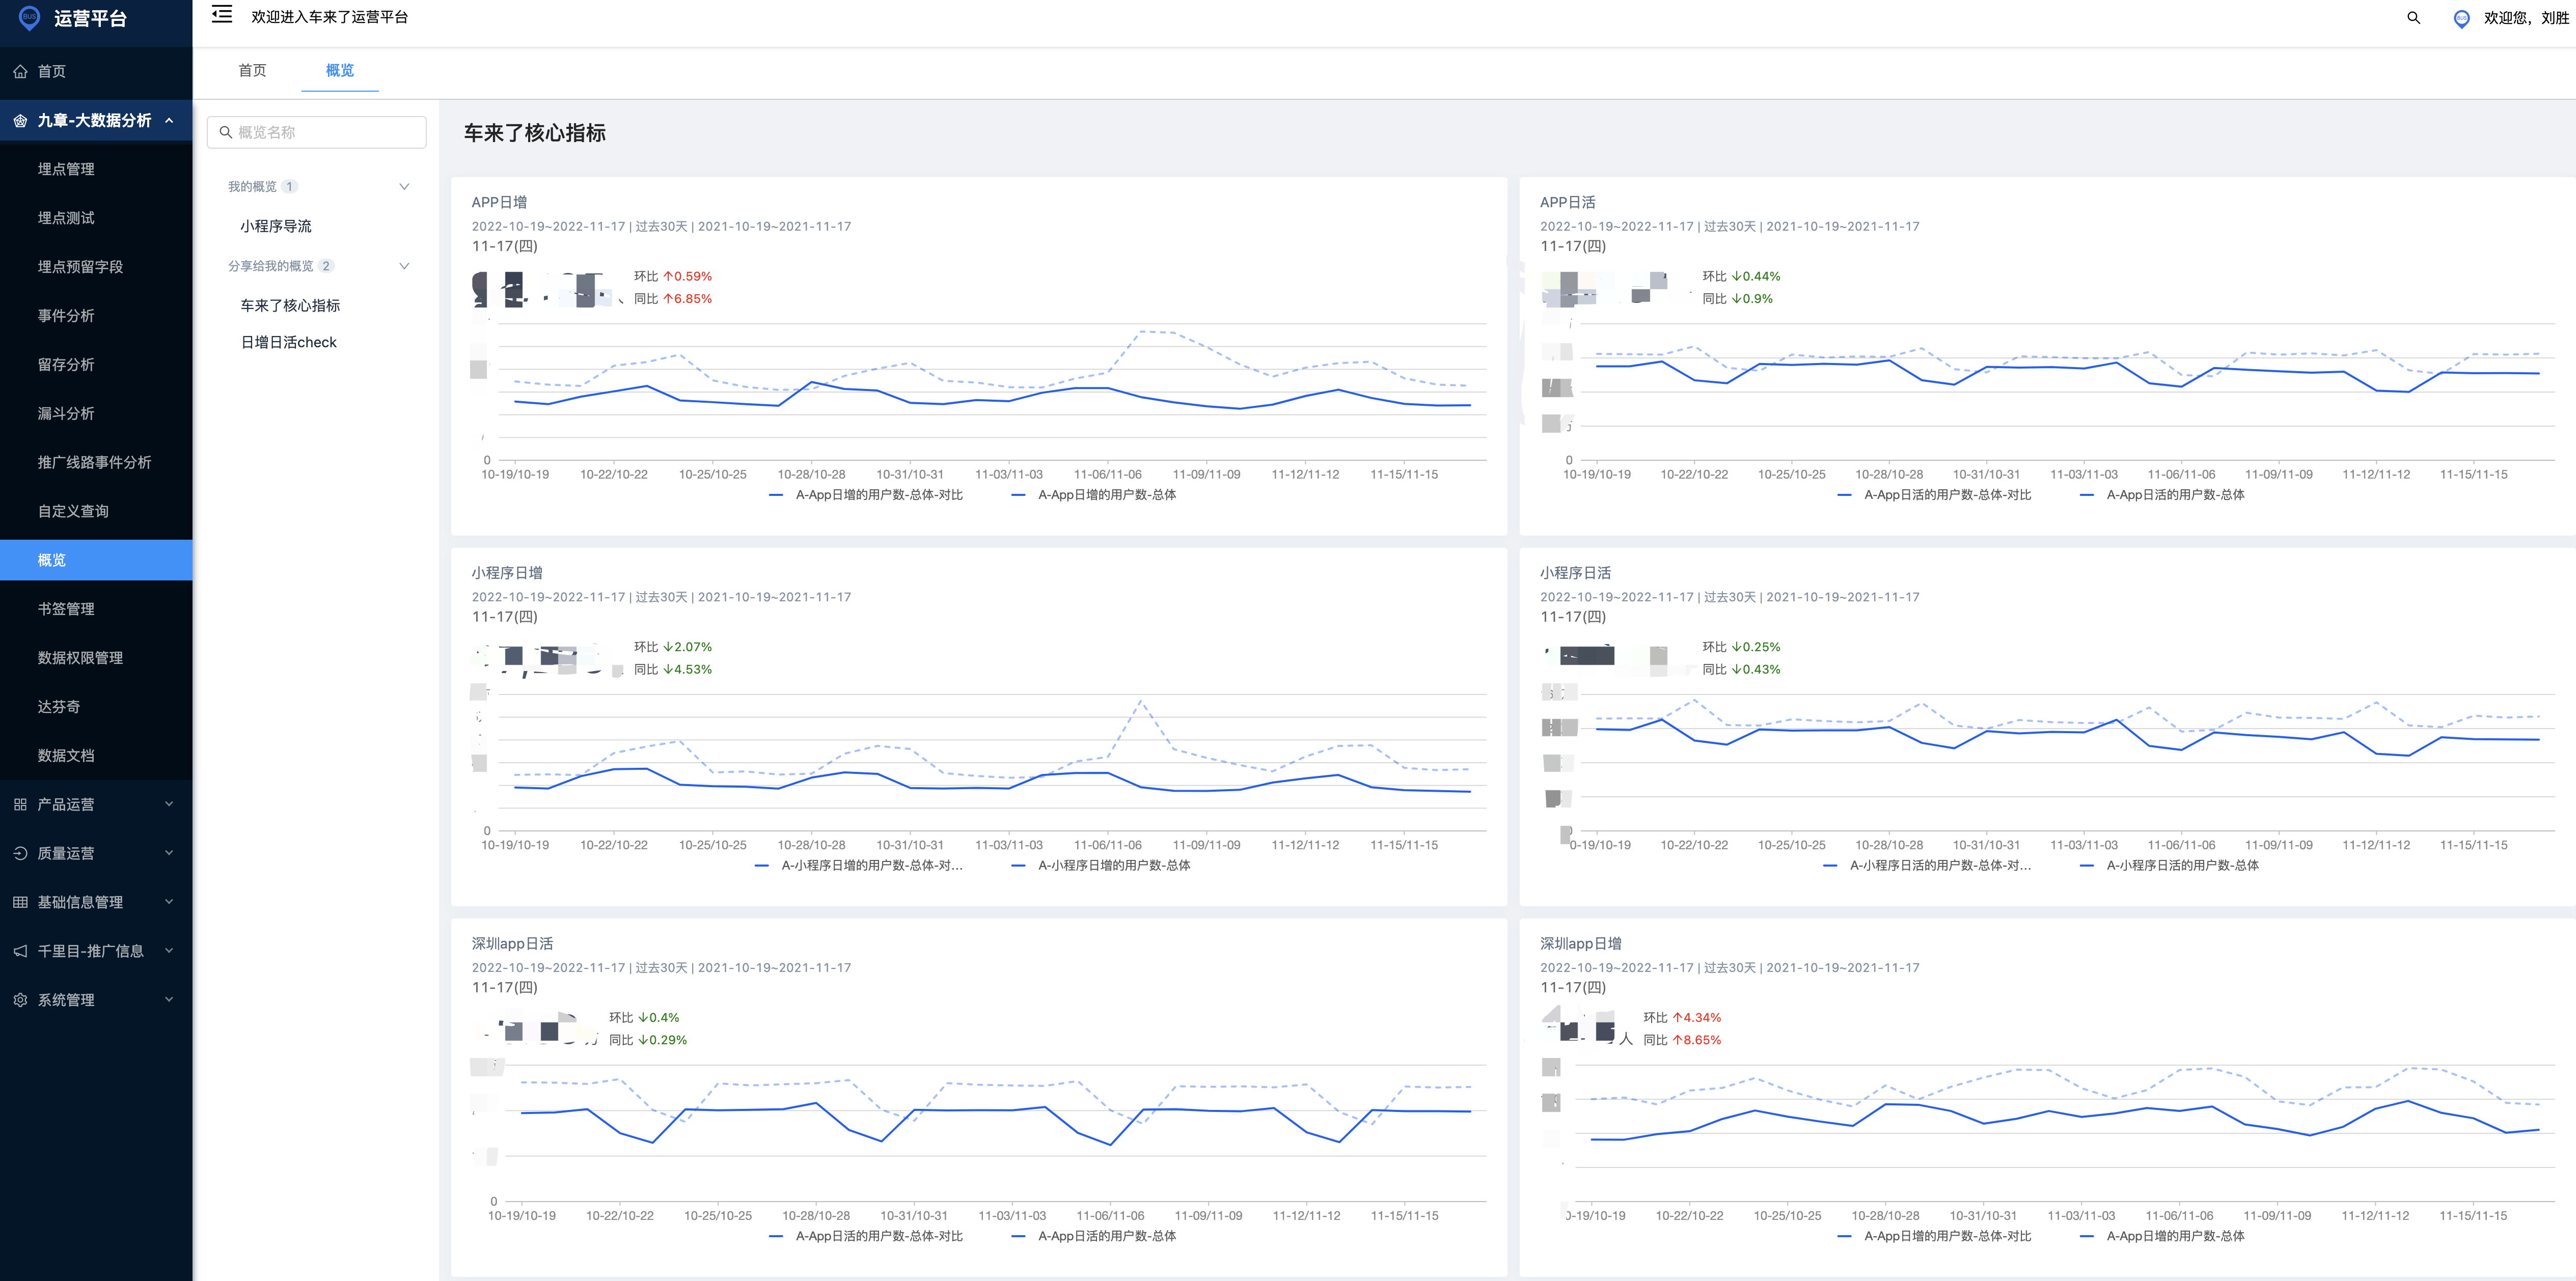 BUS 运营平台
欢迎进入车来了运营平台
欢迎您，刘胜
首页
九章-大数据分析
埋点管理
埋点测试
埋点预留字段
事件分析
留存分析
漏斗分析
推广线路事件分析
自定义查询
概览
书签管理
数据权限管理
达芬奇
数据文档
产品运营
质量运营
基础信息管理
千里目-推广信息
系统管理
首页 概览
概览名称
我的概览 1
小程序导流
分享给我的概览 2
车来了核心指标
日增日活check
车来了核心指标
APP日增
2022-10-19~2022-11-17 | 过去30天 | 2021-10-19~2021-11-17
11-17(四)
环比 ↑0.59%
同比 ↑6.85%
0
10-19/10-19 10-22/10-22 10-25/10-25 10-28/10-28 10-31/10-31 11-03/11-03 11-06/11-06 11-09/11-09 11-12/11-12 11-15/11-15
A-App日增的用户数-总体-对比 A-App日增的用户数-总体
APP日活
2022-10-19~2022-11-17 | 过去30天 | 2021-10-19~2021-11-17
11-17(四)
环比 ↓0.44%
同比 ↓0.9%
0
10-19/10-19 10-22/10-22 10-25/10-25 10-28/10-28 10-31/10-31 11-03/11-03 11-06/11-06 11-09/11-09 11-12/11-12 11-15/11-15
A-App日活的用户数-总体-对比 A-App日活的用户数-总体
小程序日增
2022-10-19~2022-11-17 | 过去30天 | 2021-10-19~2021-11-17
11-17(四)
环比 ↓2.07%
同比 ↓4.53%
0
10-19/10-19 10-22/10-22 10-25/10-25 10-28/10-28 10-31/10-31 11-03/11-03 11-06/11-06 11-09/11-09 11-12/11-12 11-15/11-15
A-小程序日增的用户数-总体-对... A-小程序日增的用户数-总体
小程序日活
2022-10-19~2022-11-17 | 过去30天 | 2021-10-19~2021-11-17
11-17(四)
环比 ↓0.25%
同比 ↓0.43%
0-19/10-19 10-22/10-22 10-25/10-25 10-28/10-28 10-31/10-31 11-03/11-03 11-06/11-06 11-09/11-09 11-12/11-12 11-15/11-15
A-小程序日活的用户数-总体-对... A-小程序日活的用户数-总体
深圳app日活
2022-10-19~2022-11-17 | 过去30天 | 2021-10-19~2021-11-17
11-17(四)
环比 ↓0.4%
同比 ↓0.29%
0
10-19/10-19 10-22/10-22 10-25/10-25 10-28/10-28 10-31/10-31 11-03/11-03 11-06/11-06 11-09/11-09 11-12/11-12 11-15/11-15
A-App日活的用户数-总体-对比 A-App日活的用户数-总体
深圳app日增
2022-10-19~2022-11-17 | 过去30天 | 2021-10-19~2021-11-17
11-17(四)
环比 ↑4.34%
人 同比 ↑8.65%
0-19/10-19 10-22/10-22 10-25/10-25 10-28/10-28 10-31/10-31 11-03/11-03 11-06/11-06 11-09/11-09 11-12/11-12 11-15/11-15
A-App日增的用户数-总体-对比 A-App日增的用户数-总体